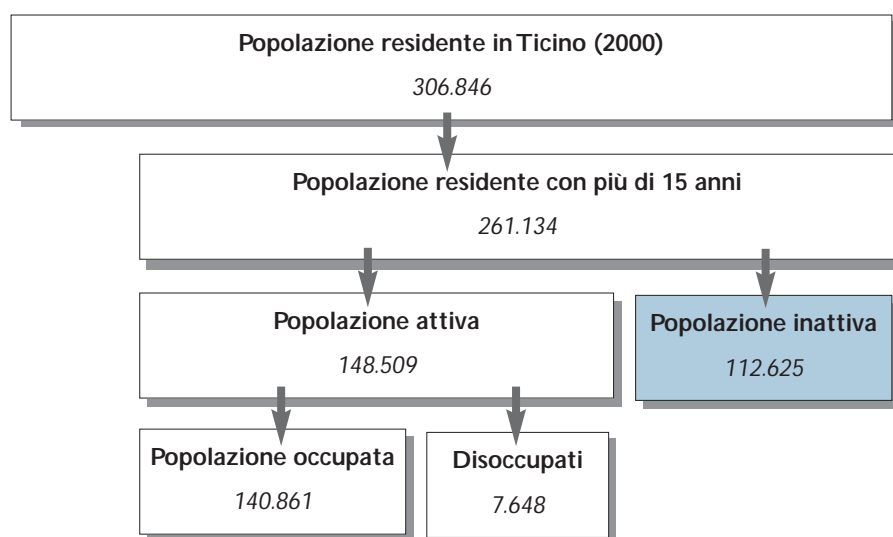 Popolazione residente in Ticino (2000)
306.846
Popolazione residente con più di 15 anni
261.134
Popolazione attiva
148.509
Popolazione inattiva
112.625
Popolazione occupata
140.861
Disoccupati
7.648